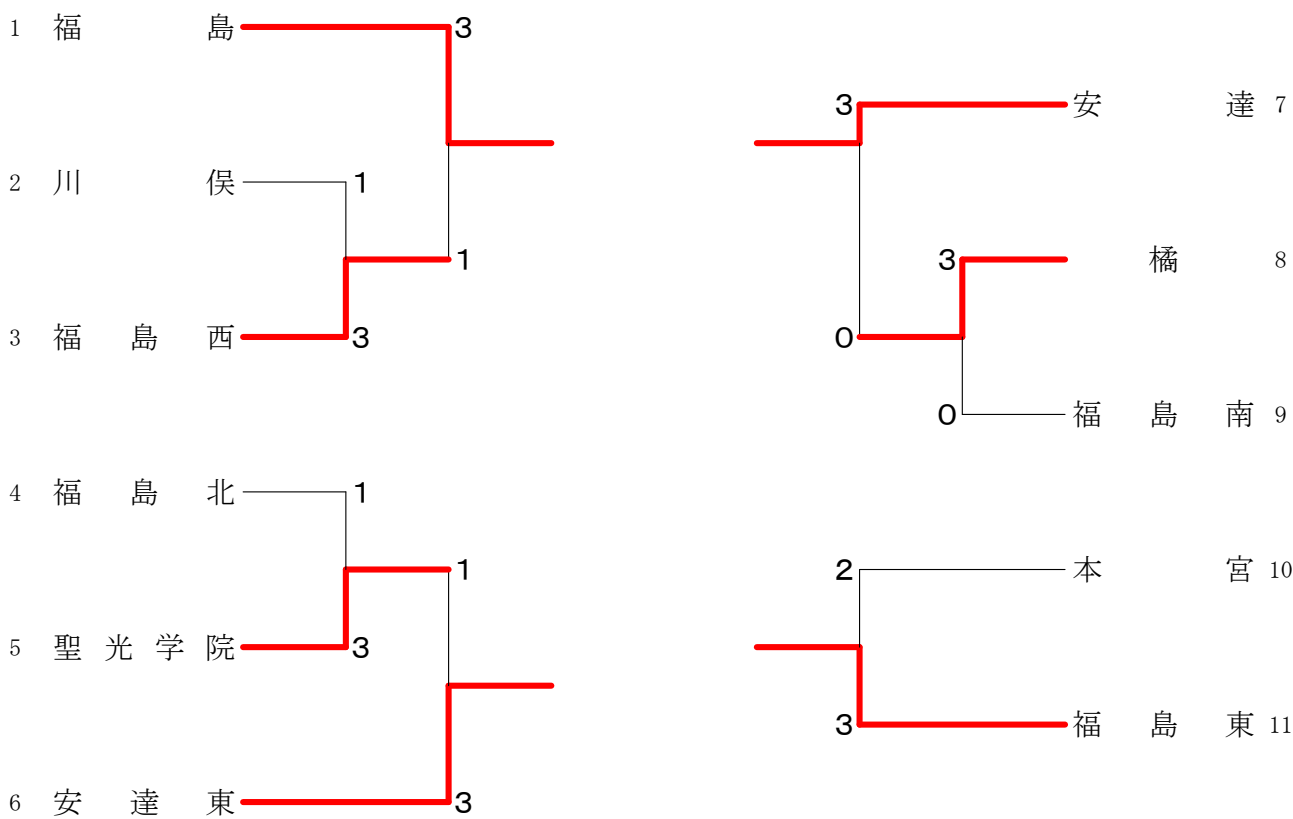 1 福島 3
2 川俣 1
1
3 福島西 3
4 福島北 1
1
5 聖光学院 3
6 安達東 3
3 安達 7
3 橘 8
0
0 福島南 9
2 本宮 10
3 福島東 11